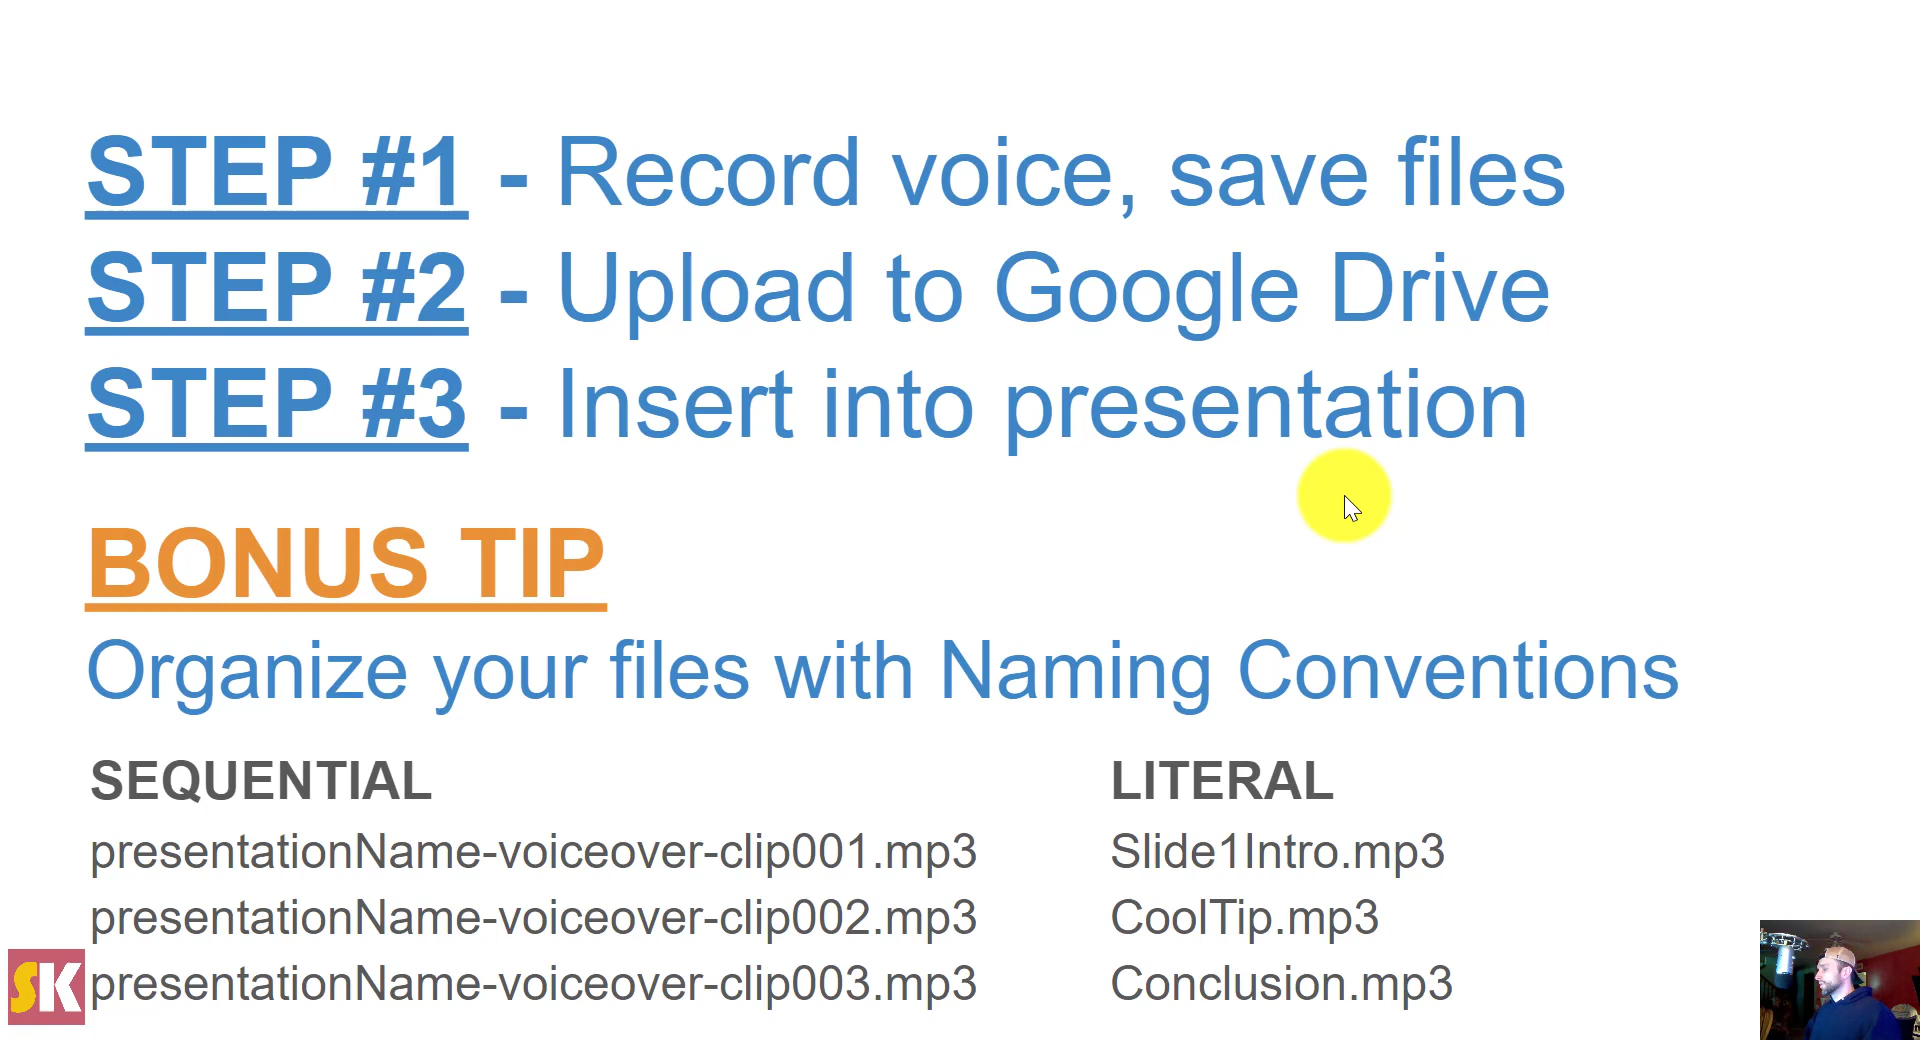 STEP #1 - Record voice, save files
STEP #2 - Upload to Google Drive
STEP #3 - Insert into presentation
BONUS TIP
Organize your files with Naming Conventions
SEQUENTIAL
presentationName-voiceover-clip001.mp3
presentationName-voiceover-clip002.mp3
presentationName-voiceover-clip003.mp3
LITERAL
Slide1Intro.mp3
CoolTip.mp3
Conclusion.mp3
SK